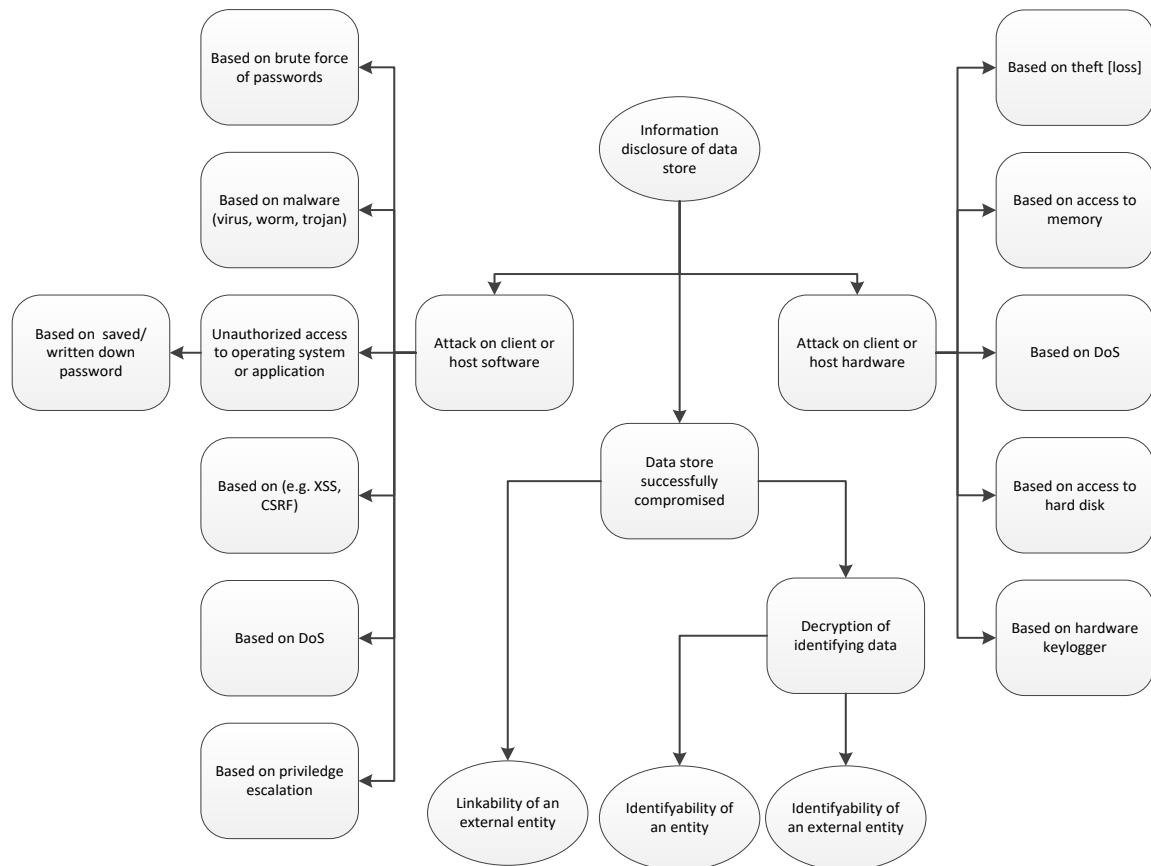 Based on brute force
of passwords
Based on theft [loss]
Information
disclosure of data
store
Based on malware
(virus, worm, trojan)
Based on access to
memory
Based on  saved/
written down
password
Unauthorized access
to operating system
or application
Attack on client or
host software
Attack on client or
host hardware
Based on DoS
Based on (e.g. XSS,
CSRF)
Data store
successfully
compromised
Based on access to
hard disk
Based on DoS
Decryption of
identifying data
Based on hardware
keylogger
Based on priviledge
escalation
Linkability of an
external entity
Identifyability of
an entity
Identifyability of
an external entity